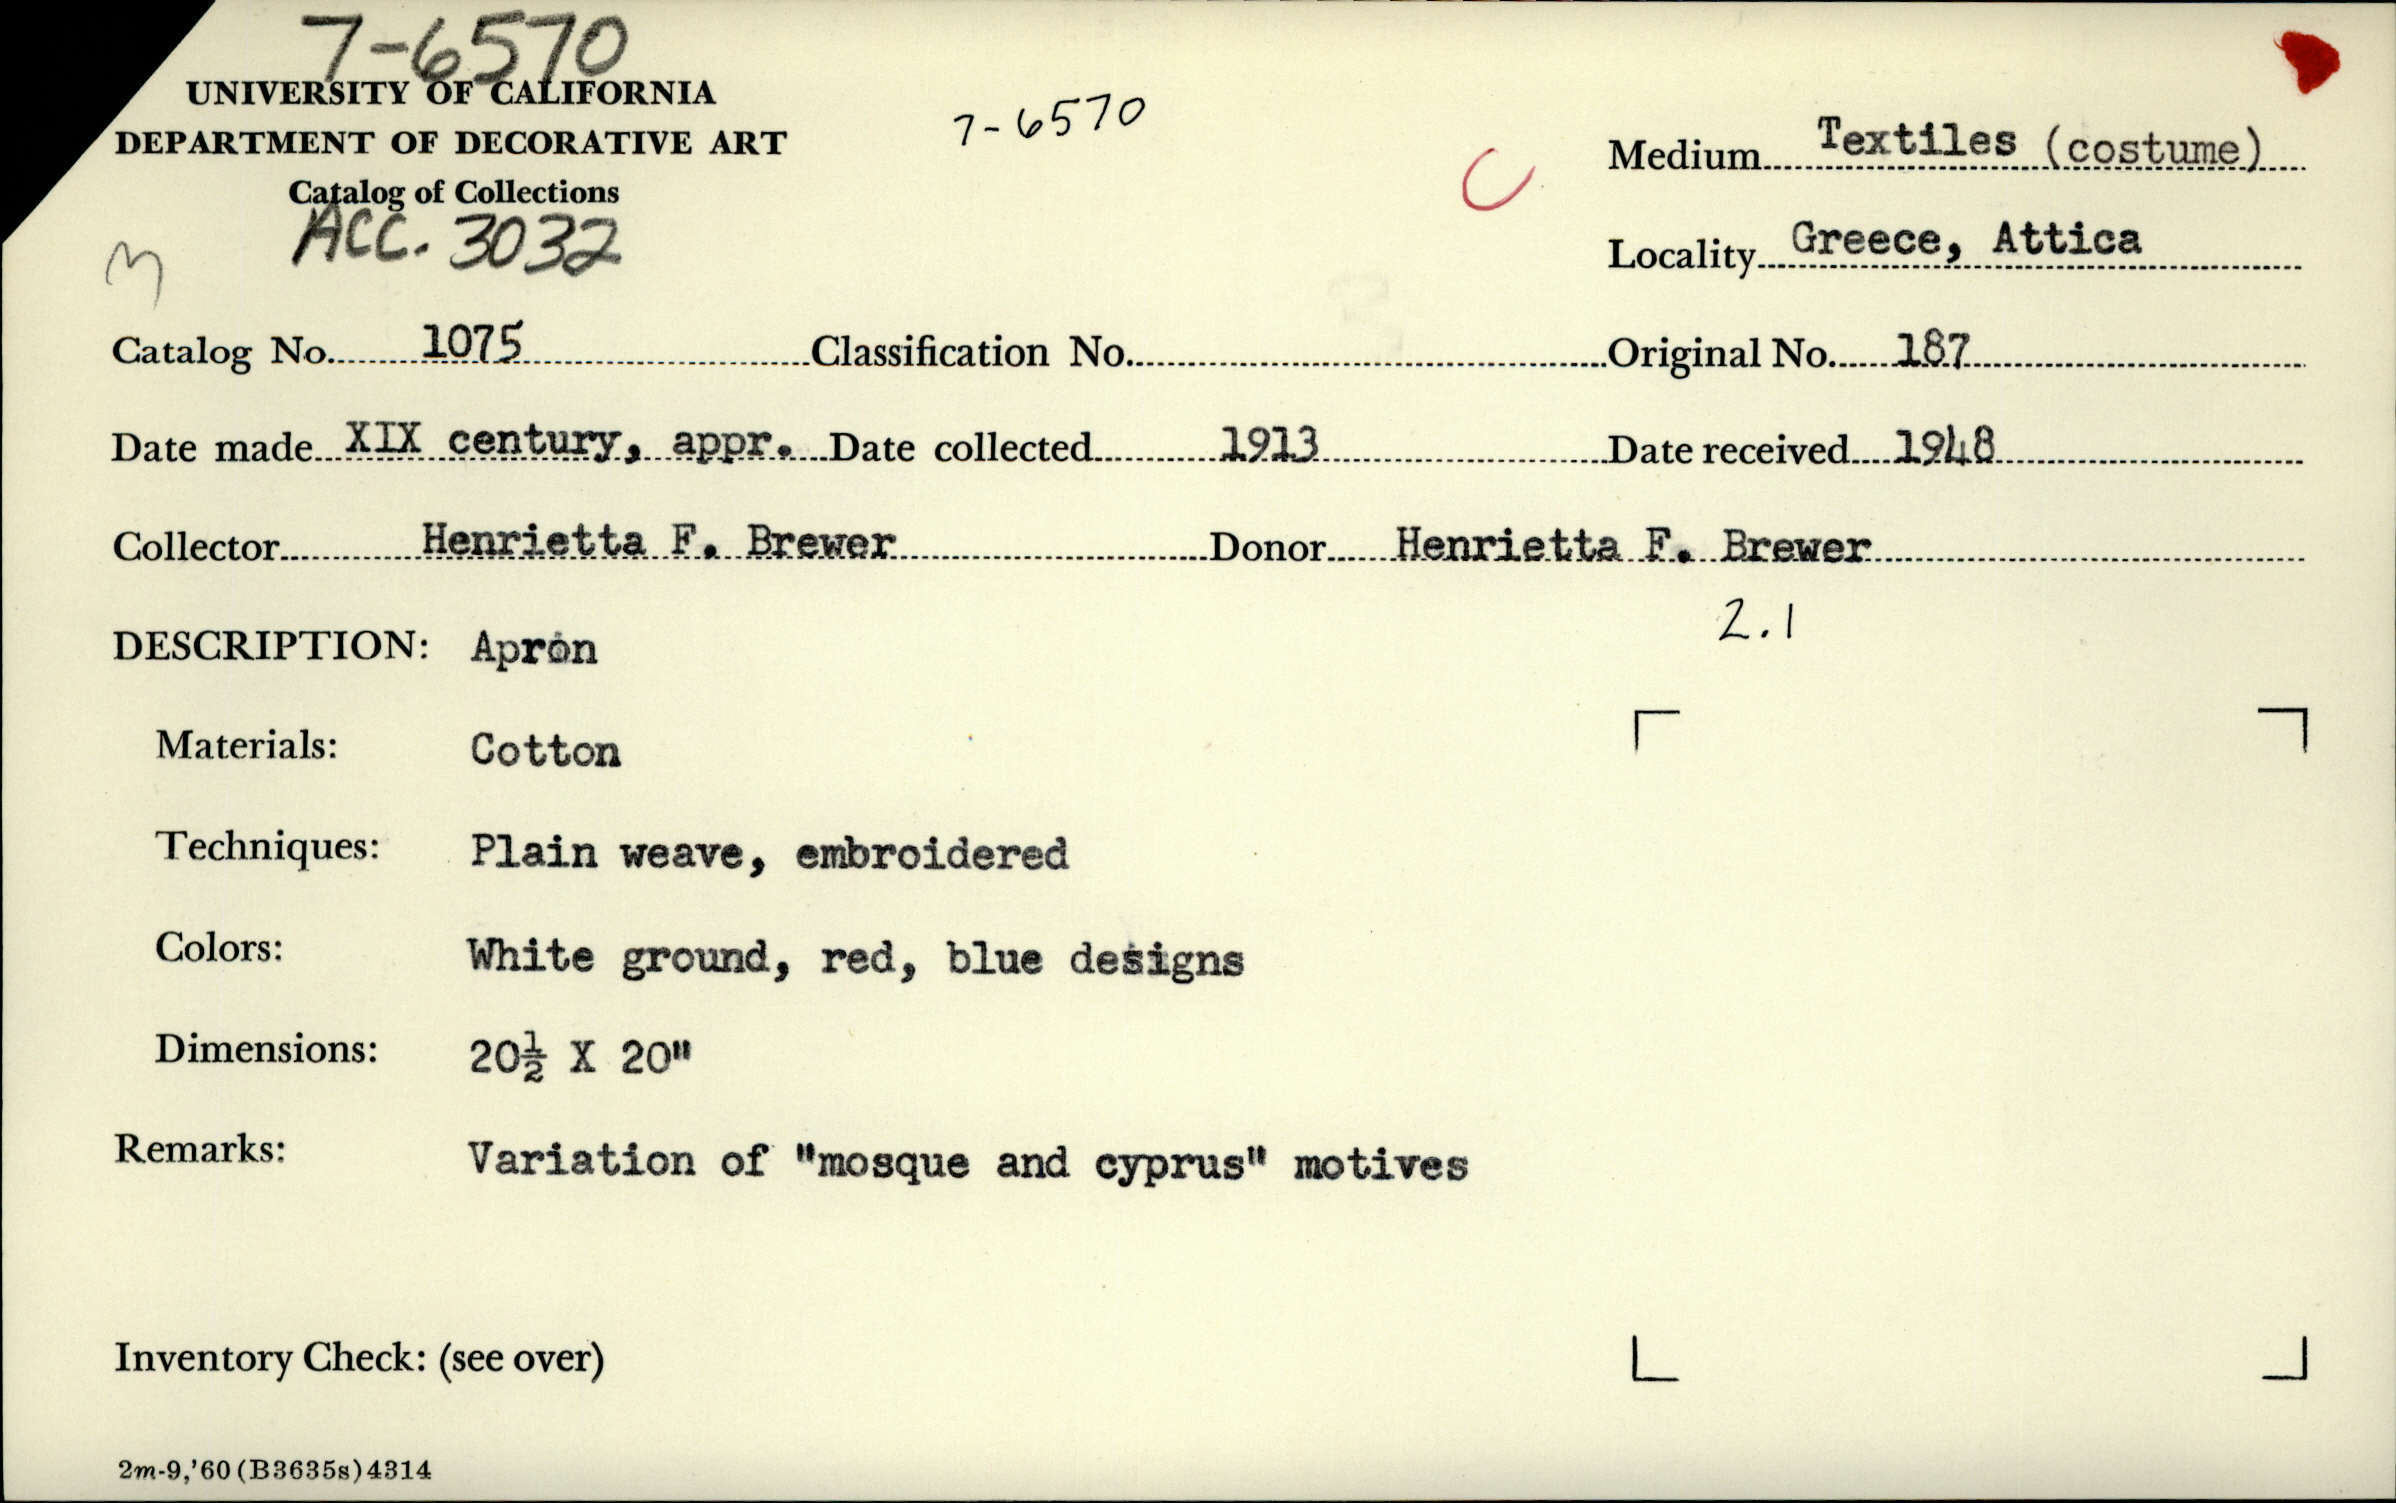 7-6570
UNIVERSITY OF CALIFORNIA
DEPARTMENT OF DECORATIVE ART
Catalog of Collections
ACC. 3032
3
7-6570
C
Medium Textiles (costume)
Locality Greece, Attica
Catalog No. 1075 Classification No. Original No. 187
Date made XIX century, appr. Date collected 1913 Date received 1948
Collector Henrietta F. Brewer Donor Henrietta F. Brewer
2.1
DESCRIPTION: Apron
Materials: Cotton
Techniques: Plain weave, embroidered
Colors: White ground, red, blue designs
Dimensions: 20½ X 20"
Remarks: Variation of "mosque and cyprus" motives
Inventory Check: (see over)
2m-9,'60(B3635s)4314